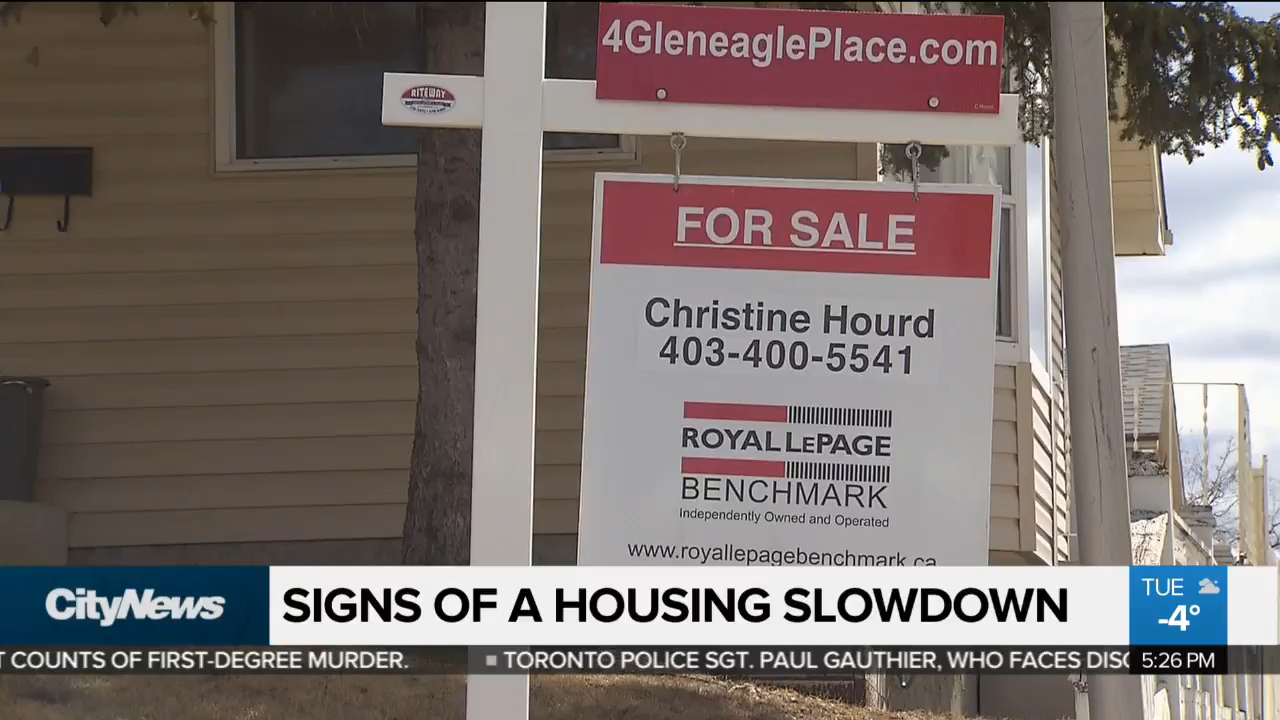 4GleneaglePlace.com
RITEWAY
FOR SALE
Christine Hourd
403-400-5541
ROYAL LEPAGE
BENCHMARK
Independently Owned and Operated
www.royallepagebenchmark.ca
CityNews
SIGNS OF A HOUSING SLOWDOWN
TUE
-4°
T COUNTS OF FIRST-DEGREE MURDER.
TORONTO POLICE SGT. PAUL GAUTHIER, WHO FACES DISC
5:26 PM